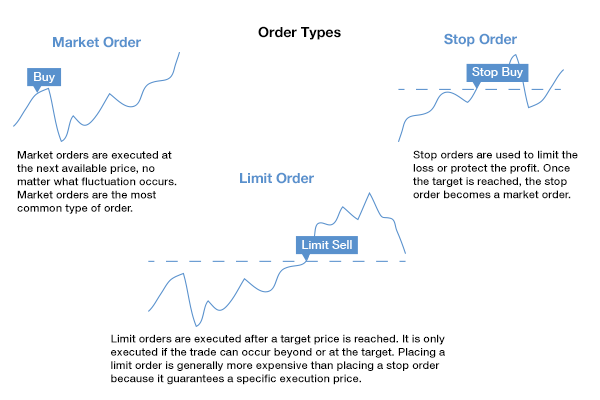 Order Types
Market Order
Buy
Market orders are executed at
the next available price, no
matter what fluctuation occurs.
Market orders are the most
common type of order.
Stop Order
Stop Buy
Stop orders are used to limit the
loss or protect the profit. Once
the target is reached, the stop
order becomes a market order.
Limit Order
Limit Sell
Limit orders are executed after a target price is reached. It is only
executed if the trade can occur beyond or at the target. Placing a
limit order is generally more expensive than placing a stop order
because it guarantees a specific execution price.